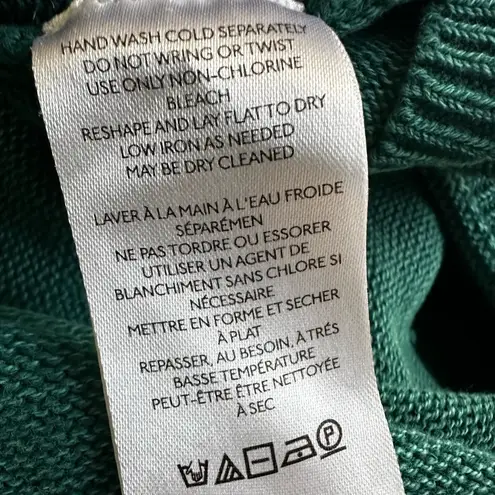 HAND WASH COLD SEPARATELY
DO NOT WRING OR TWIST
USE ONLY NON-CHLORINE
BLEACH
RESHAPE AND LAY FLAT TO DRY
LOW IRON AS NEEDED
MAY BE DRY CLEANED
LAVER À LA MAIN À L'EAU FROIDE
SÉPARÉMEN
NE PAS TORDRE OU ESSORER
UTILISER UN AGENT DE
BLANCHIMENT SANS CHLORE SI
NÉCESSAIRE
METTRE EN FORME ET SECHER
À PLAT
REPASSER, AU BESOIN, À TRÉS
BASSE TEMPÉRATURE
PEUT-ÊTRE ÊTRE NETTOYÉE
À SEC
P